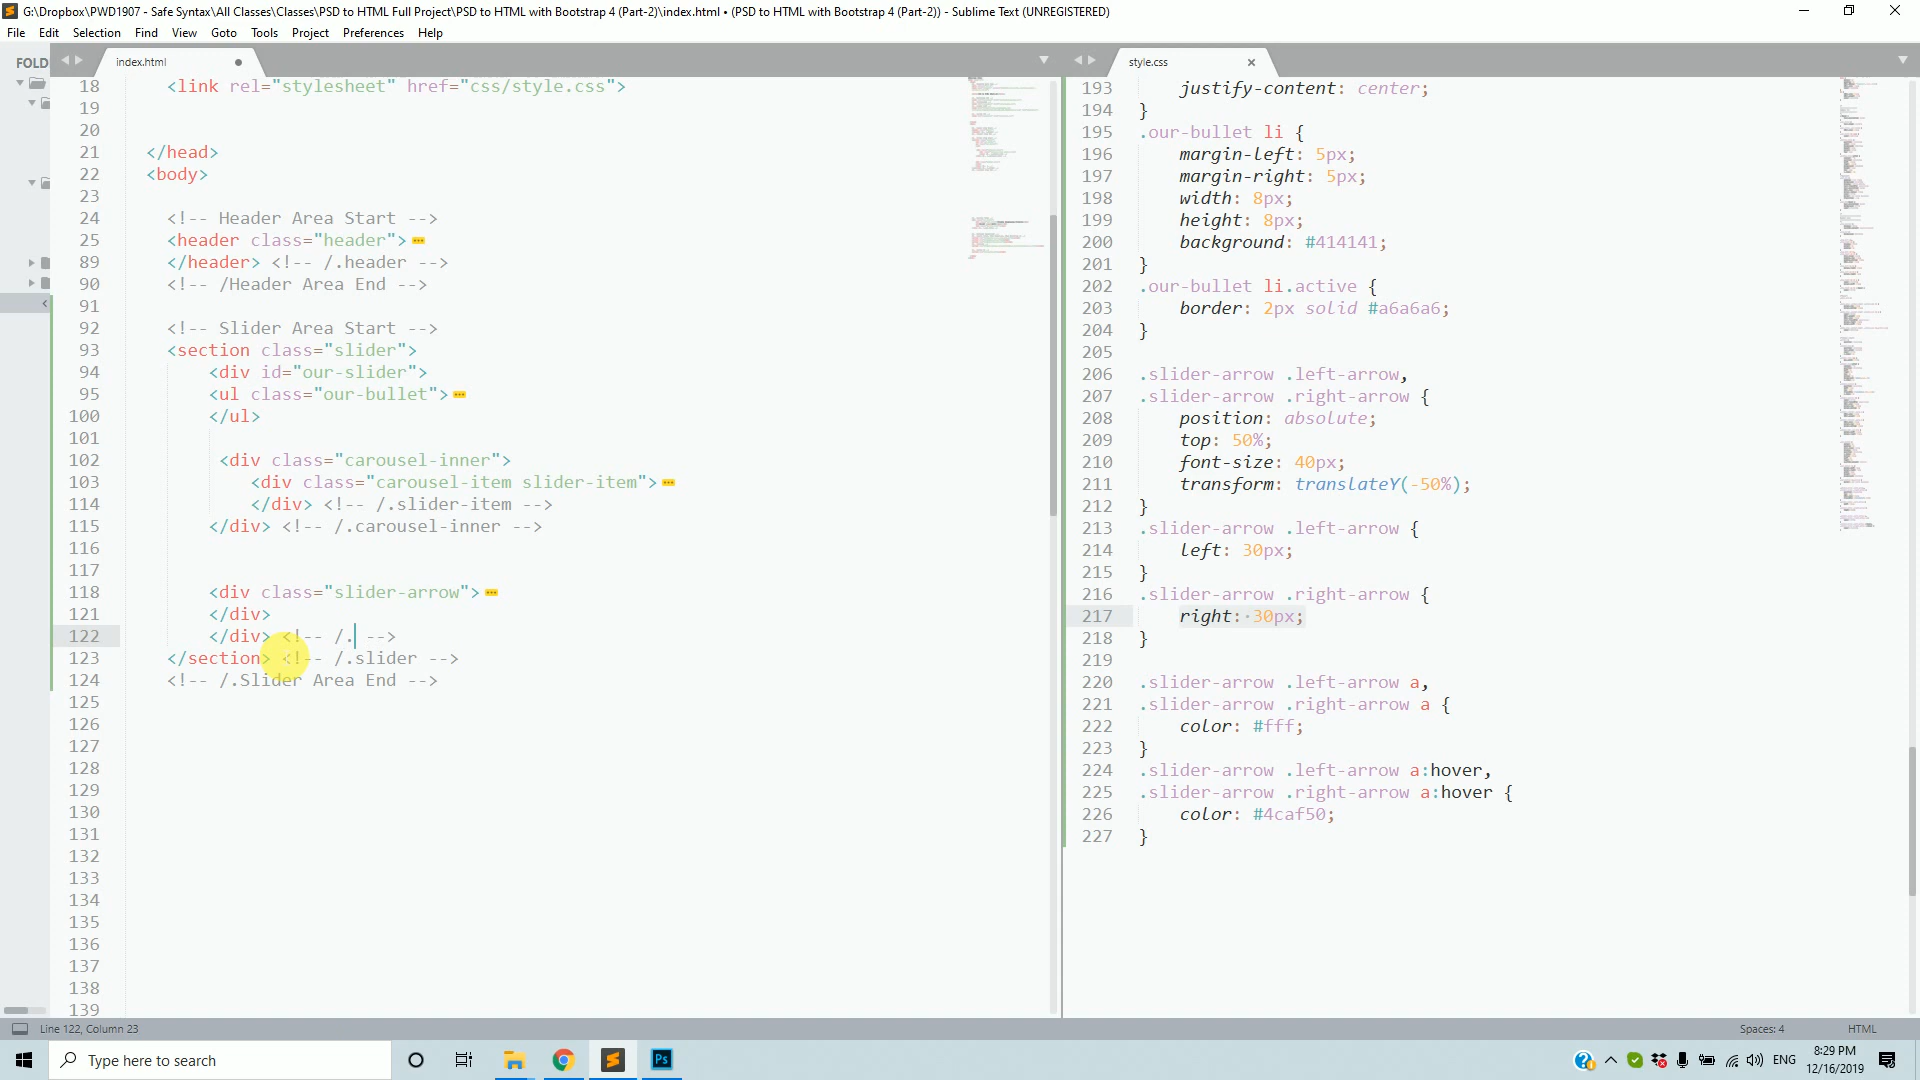 G:\Dropbox\PWD1907 - Safe Syntax\All Classes\Classes\PSD to HTML Full Project\PSD to HTML with Bootstrap 4 (Part-2)\index.html • (PSD to HTML with Bootstrap 4 (Part-2)) - Sublime Text (UNREGISTERED)
File Edit Selection Find View Goto Tools Project Preferences Help
FOLD
index.html
18 <link rel="stylesheet" href="css/style.css">
19
20
21 </head>
22 <body>
23
24 <!-- Header Area Start -->
25 <header class="header">
89 </header> <!-- /.header -->
90 <!-- /Header Area End -->
91
92 <!-- Slider Area Start -->
93 <section class="slider">
94 <div id="our-slider">
95 <ul class="our-bullet">
100 </ul>
101
102 <div class="carousel-inner">
103 <div class="carousel-item slider-item">
114 </div> <!-- /.slider-item -->
115 </div> <!-- /.carousel-inner -->
116
117
118 <div class="slider-arrow">
121 </div>
122 </div> <!-- /. -->
123 </section> <!-- /.slider -->
124 <!-- /.Slider Area End -->
125
126
127
128
129
130
131
132
133
134
135
136
137
138
139
style.css
193 justify-content: center;
194 }
195 .our-bullet li {
196 margin-left: 5px;
197 margin-right: 5px;
198 width: 8px;
199 height: 8px;
200 background: #414141;
201 }
202 .our-bullet li.active {
203 border: 2px solid #a6a6a6;
204 }
205
206 .slider-arrow .left-arrow,
207 .slider-arrow .right-arrow {
208 position: absolute;
209 top: 50%;
210 font-size: 40px;
211 transform: translateY(-50%);
212 }
213 .slider-arrow .left-arrow {
214 left: 30px;
215 }
216 .slider-arrow .right-arrow {
217 right: 30px;
218 }
219
220 .slider-arrow .left-arrow a,
221 .slider-arrow .right-arrow a {
222 color: #fff;
223 }
224 .slider-arrow .left-arrow a:hover,
225 .slider-arrow .right-arrow a:hover {
226 color: #4caf50;
227 }
Line 122, Column 23
Spaces: 4
HTML
Type here to search
Ps
ENG
8:29 PM
12/16/2019